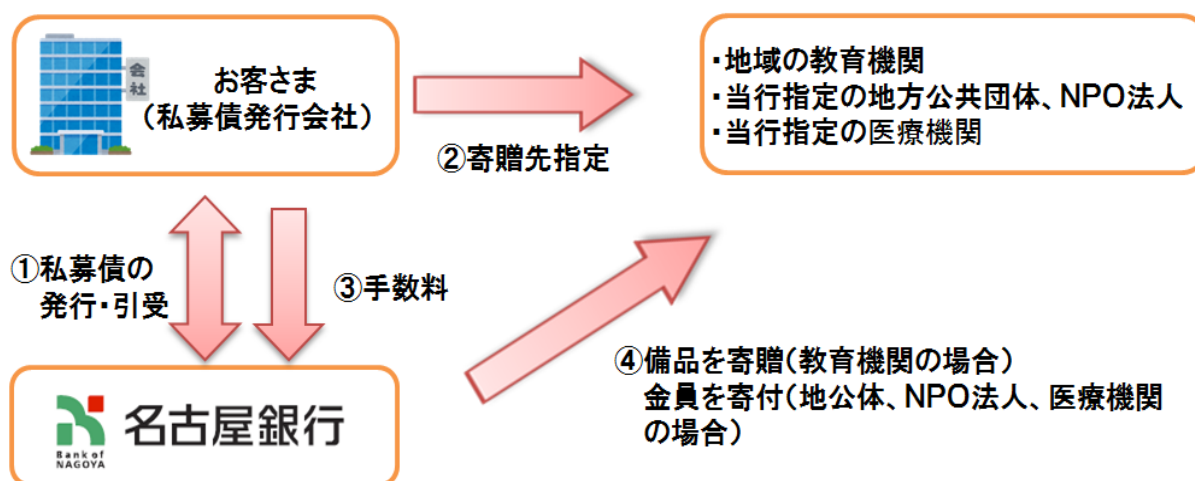 会
社
お客さま
（私募債発行会社）
・地域の教育機関
・当行指定の地方公共団体、NPO法人
・当行指定の医療機関
②寄贈先指定
①私募債の
発行・引受
③手数料
④備品を寄贈（教育機関の場合）
金員を寄付（地公体、NPO法人、医療機関
の場合）
Bank of
NAGOYA
名古屋銀行